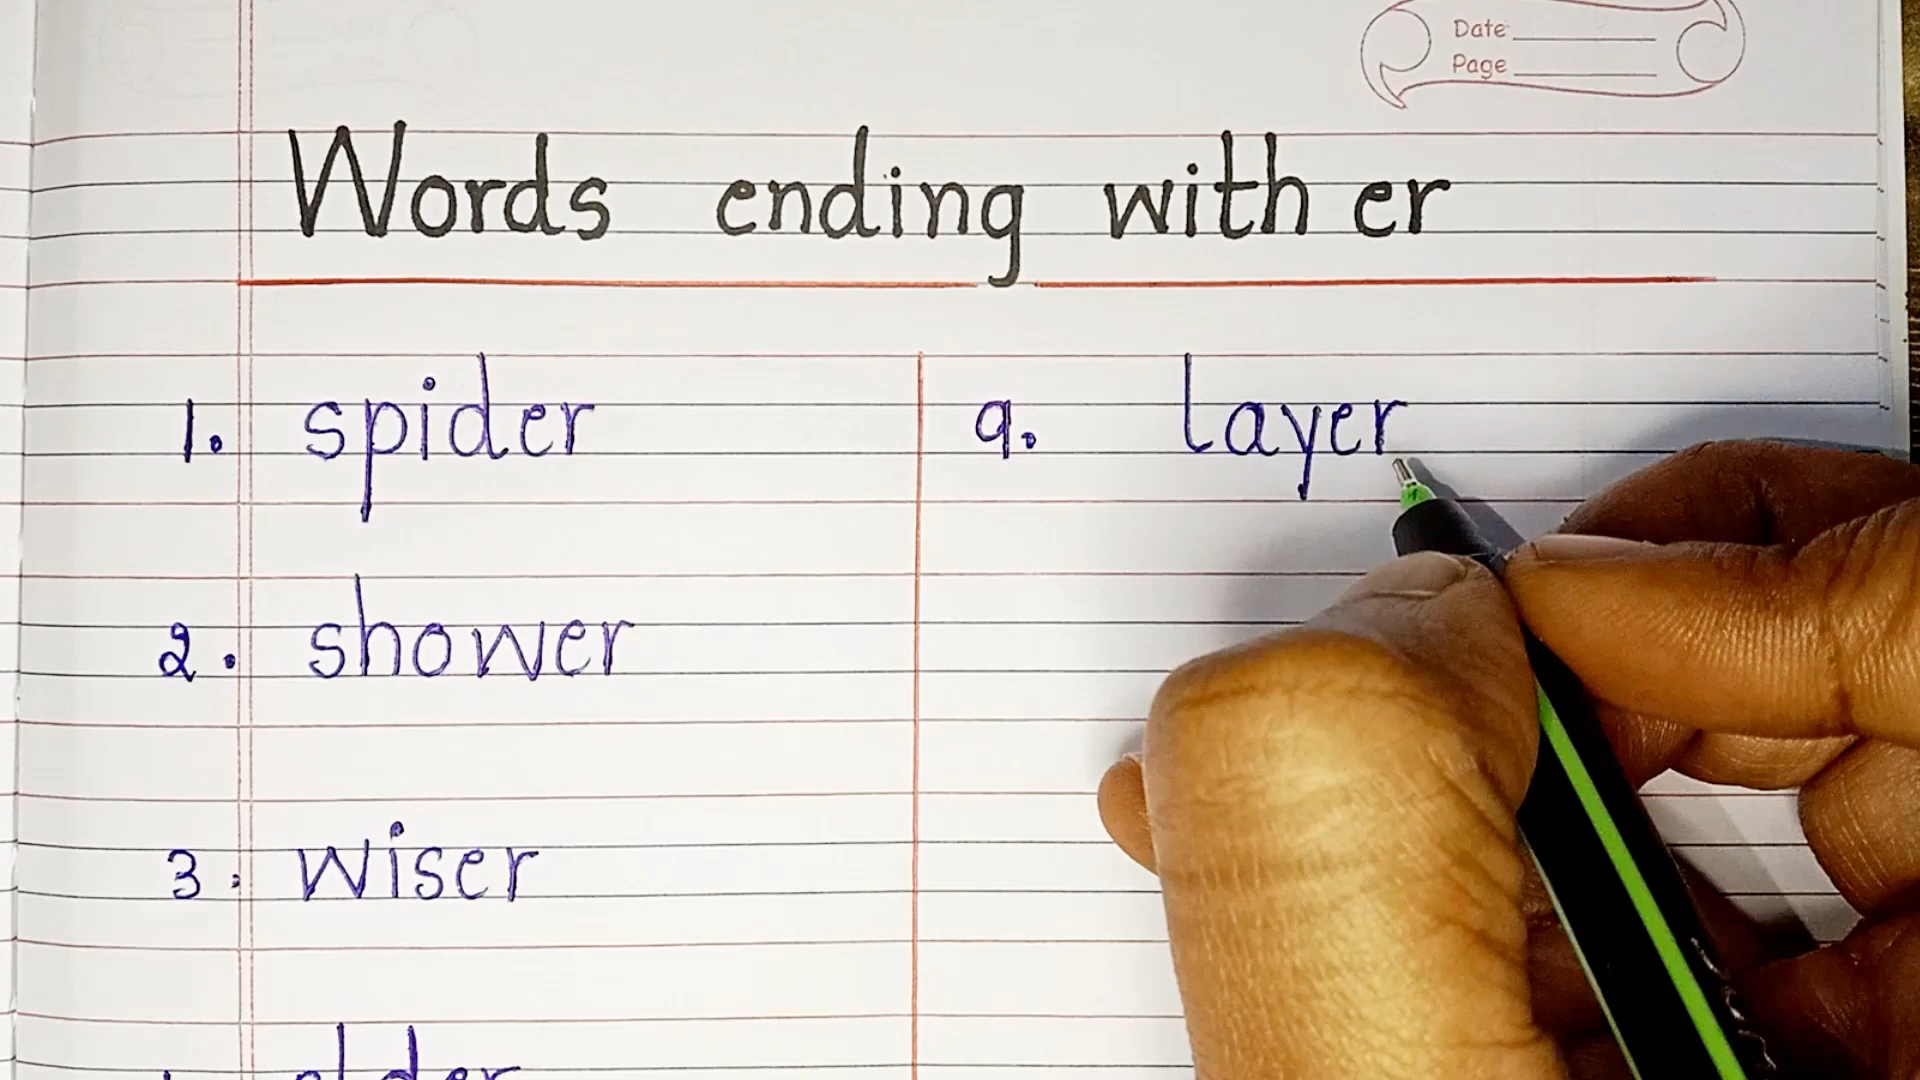 Date
Page
Words ending with er
1. spider
2. shower
3. wiser
9. layer